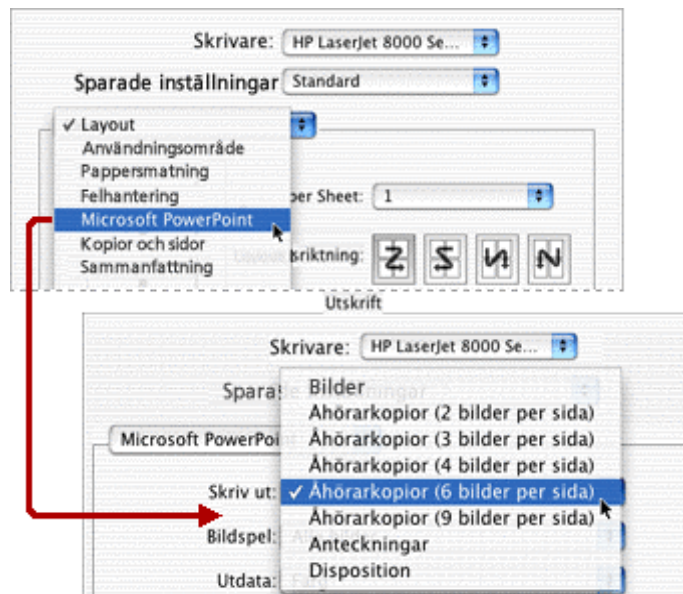 Skrivare: HP LaserJet 8000 Se...
Sparade inställningar Standard
✓ Layout
Användningsområde
Pappersmatning
Felhantering
per Sheet: 1
Microsoft PowerPoint
Kopior och sidor
sriktning:
Sammanfattning
Utskrift
Skrivare: HP LaserJet 8000 Se...
Sparade inställningar
Bilder
Åhörarkopior (2 bilder per sida)
Microsoft PowerPoi
Åhörarkopior (3 bilder per sida)
Åhörarkopior (4 bilder per sida)
Skriv ut: ✓ Åhörarkopior (6 bilder per sida)
Åhörarkopior (9 bilder per sida)
Bildspel:
Anteckningar
Disposition
Utdata: